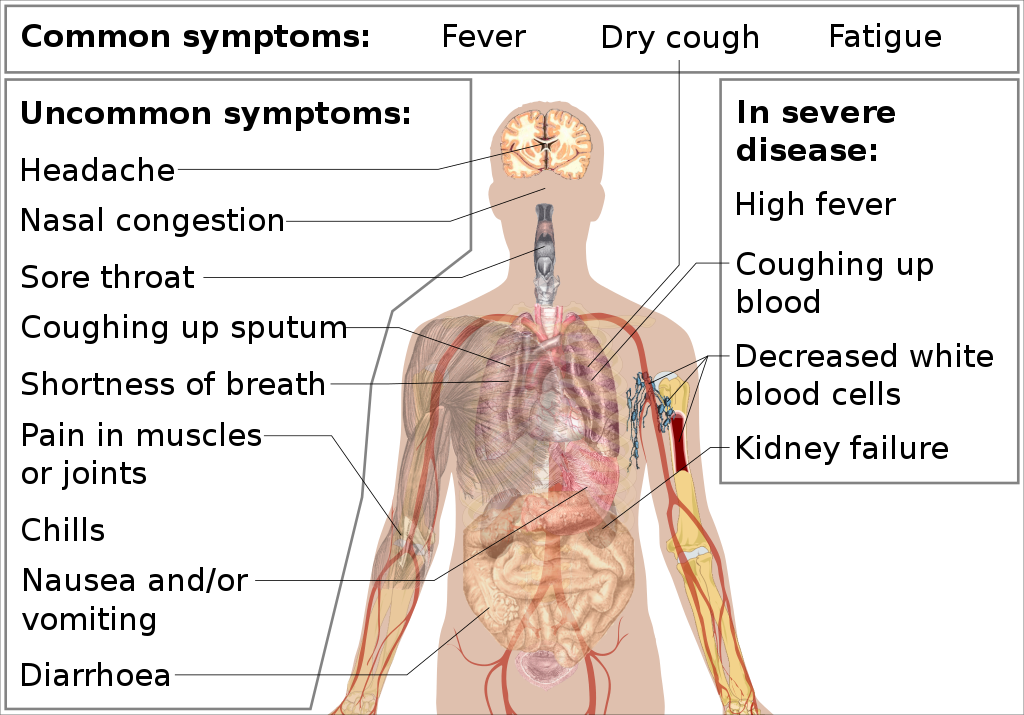 Common symptoms: Fever Dry cough Fatigue
Uncommon symptoms:
Headache
Nasal congestion
Sore throat
Coughing up sputum
Shortness of breath
Pain in muscles
or joints
Chills
Nausea and/or
vomiting
Diarrhoea
In severe
disease:
High fever
Coughing up
blood
Decreased white
blood cells
Kidney failure